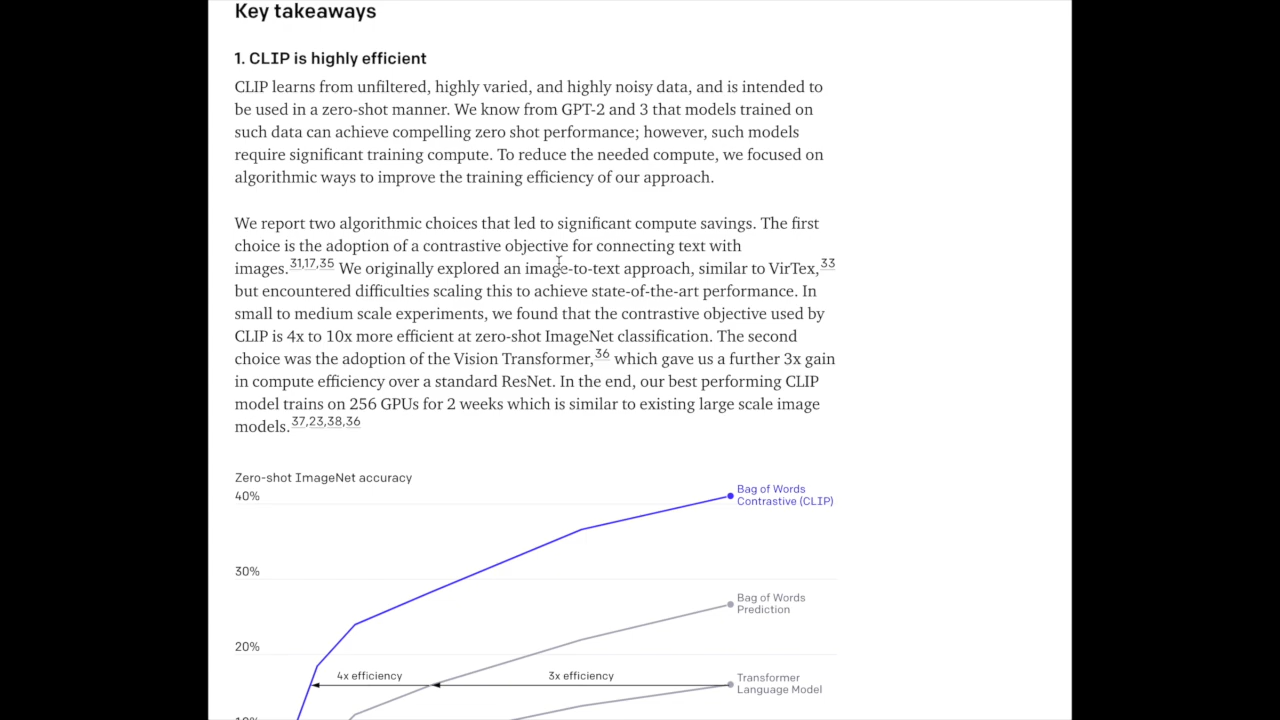 Key takeaways
1. CLIP is highly efficient
CLIP learns from unfiltered, highly varied, and highly noisy data, and is intended to
be used in a zero-shot manner. We know from GPT-2 and 3 that models trained on
such data can achieve compelling zero shot performance; however, such models
require significant training compute. To reduce the needed compute, we focused on
algorithmic ways to improve the training efficiency of our approach.
We report two algorithmic choices that led to significant compute savings. The first
choice is the adoption of a contrastive objective for connecting text with
images.31,17,35 We originally explored an image-to-text approach, similar to VirTex,33
but encountered difficulties scaling this to achieve state-of-the-art performance. In
small to medium scale experiments, we found that the contrastive objective used by
CLIP is 4x to 10x more efficient at zero-shot ImageNet classification. The second
choice was the adoption of the Vision Transformer,36 which gave us a further 3x gain
in compute efficiency over a standard ResNet. In the end, our best performing CLIP
model trains on 256 GPUs for 2 weeks which is similar to existing large scale image
models.37,23,38,36
Zero-shot ImageNet accuracy
40%
Bag of Words
Contrastive (CLIP)
30%
Bag of Words
Prediction
20%
4x efficiency
3x efficiency
Transformer
Language Model
10%